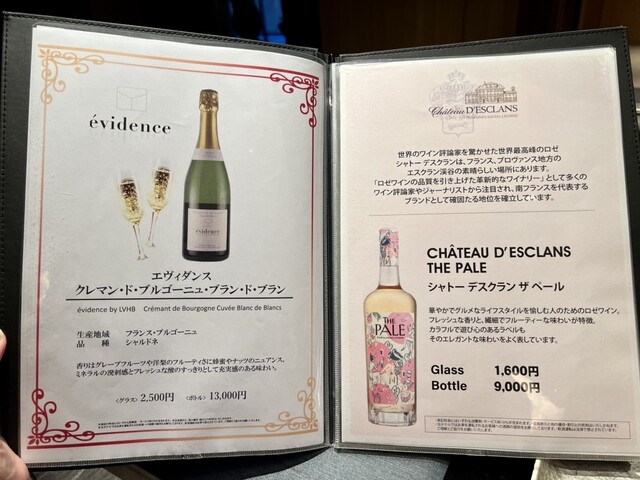 évidence
évidence
エヴィダンス
クレマン・ド・ブルゴーニュ・ブラン・ド・ブラン
évidence by LVHB Crémant de Bourgogne Cuvée Blanc de Blancs
生産地域 フランス・ブルゴーニュ
品種 シャルドネ
香りはグレープフルーツや洋梨のフルーティさに蜂蜜やナッツのニュアンス。
ミネラルの溌剌感とフレッシュな酸のすっきりとして充実感のある味わい。
〈グラス〉2,500円 〈ボトル〉13,000円
Château D'ESCLANS
世界のワイン評論家を驚かせた世界最高峰のロゼ
シャトー デスクランは、フランス、プロヴァンス地方の
エスクラン渓谷の素晴らしい場所にあります。
「ロゼワインの品質を引き上げた革新的なワイナリー」として多くの
ワイン評論家やジャーナリストから注目され、南フランスを代表する
ブランドとして確固たる地位を確立しています。
CHÂTEAU D'ESCLANS
THE PALE
シャトー デスクラン ザ ペール
華やかでグルメなライフスタイルを愉しむ人のためのロゼワイン。
フレッシュな香りと、繊細でフルーティーな味わいが特徴。
カラフルで遊び心のあるラベルも
そのエレガントな味わいをよく表しています。
Glass 1,600円
Bottle 9,000円
THE
PALE